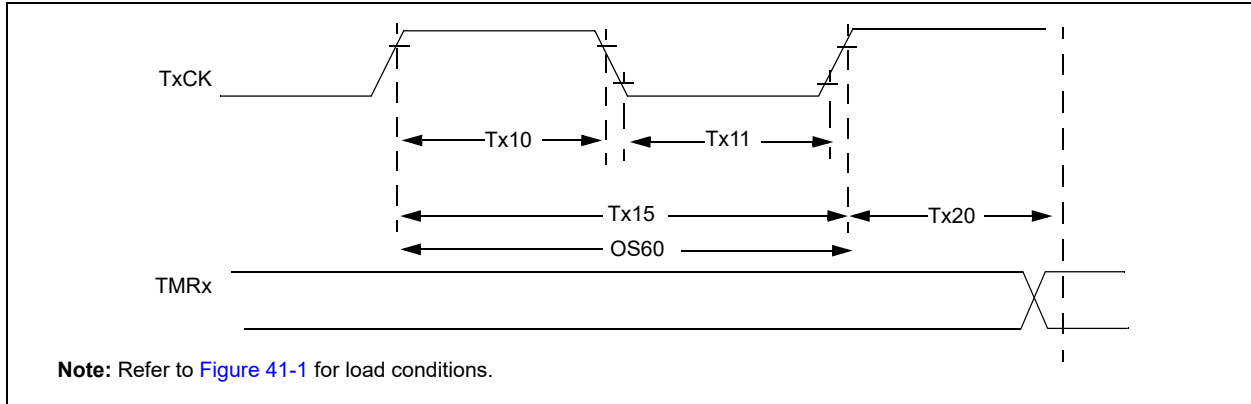 TxCK
Tx10
Tx11
Tx15
Tx20
OS60
TMRx
Note: Refer to Figure 41-1 for load conditions.